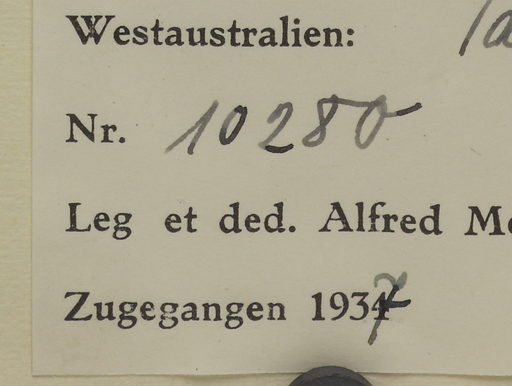 Westaustralien:
Nr. 10280
Leg et ded. Alfred
Zugegangen 1937